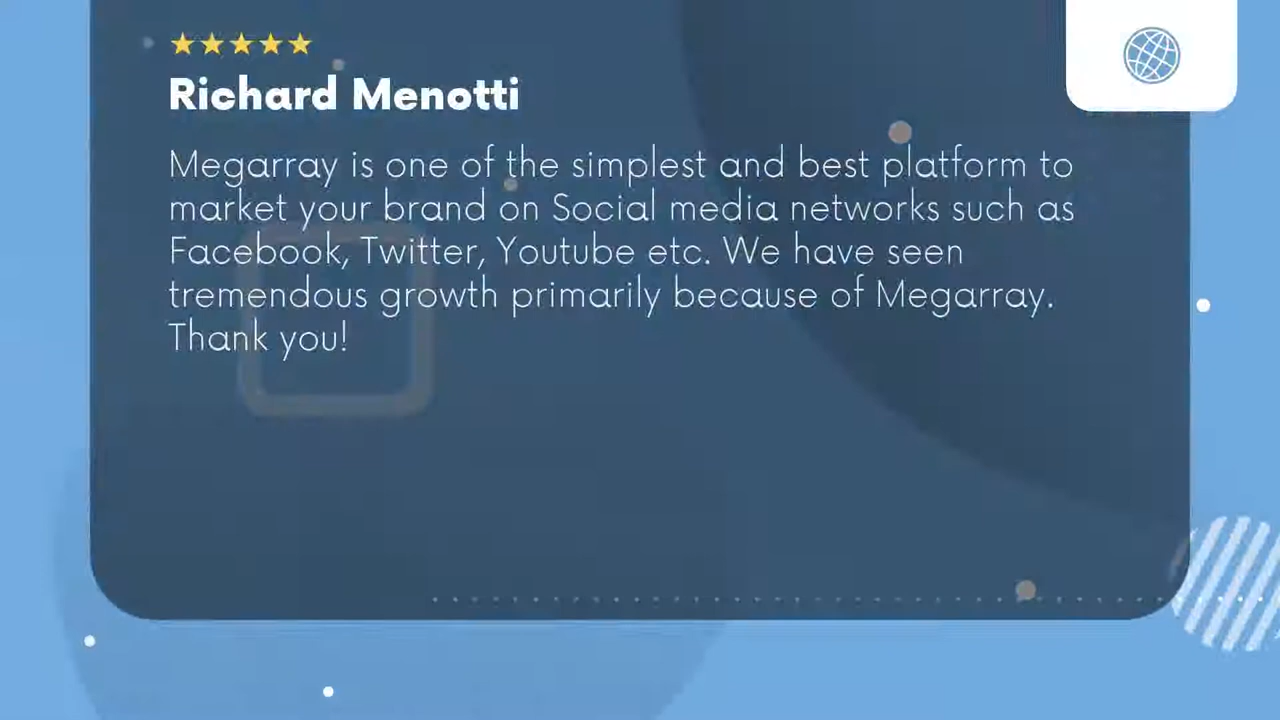 Richard Menotti
Megarray is one of the simplest and best platform to
market your brand on Social media networks such as
Facebook, Twitter, Youtube etc. We have seen
tremendous growth primarily because of Megarray.
Thank you!